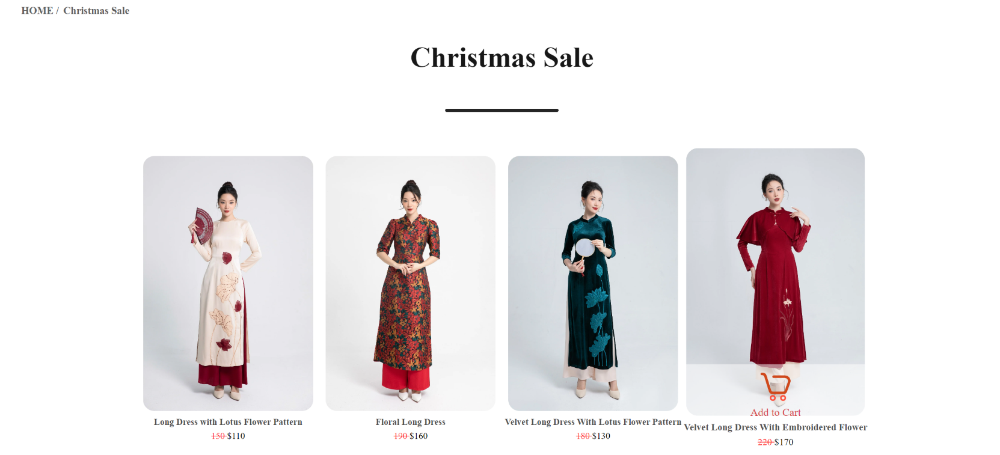 HOME / Christmas Sale
Christmas Sale
Long Dress with Lotus Flower Pattern
150 $110
Floral Long Dress
190 $160
Velvet Long Dress With Lotus Flower Pattern
180 $130
Add to Cart
Velvet Long Dress With Embroidered Flower
220 $170